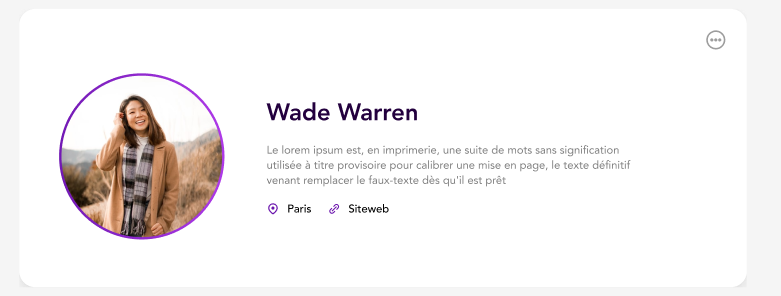 Wade Warren
Le lorem ipsum est, en imprimerie, une suite de mots sans signification
utilisée à titre provisoire pour calibrer une mise en page, le texte définitif
venant remplacer le faux-texte dès qu'il est prêt
Paris Siteweb